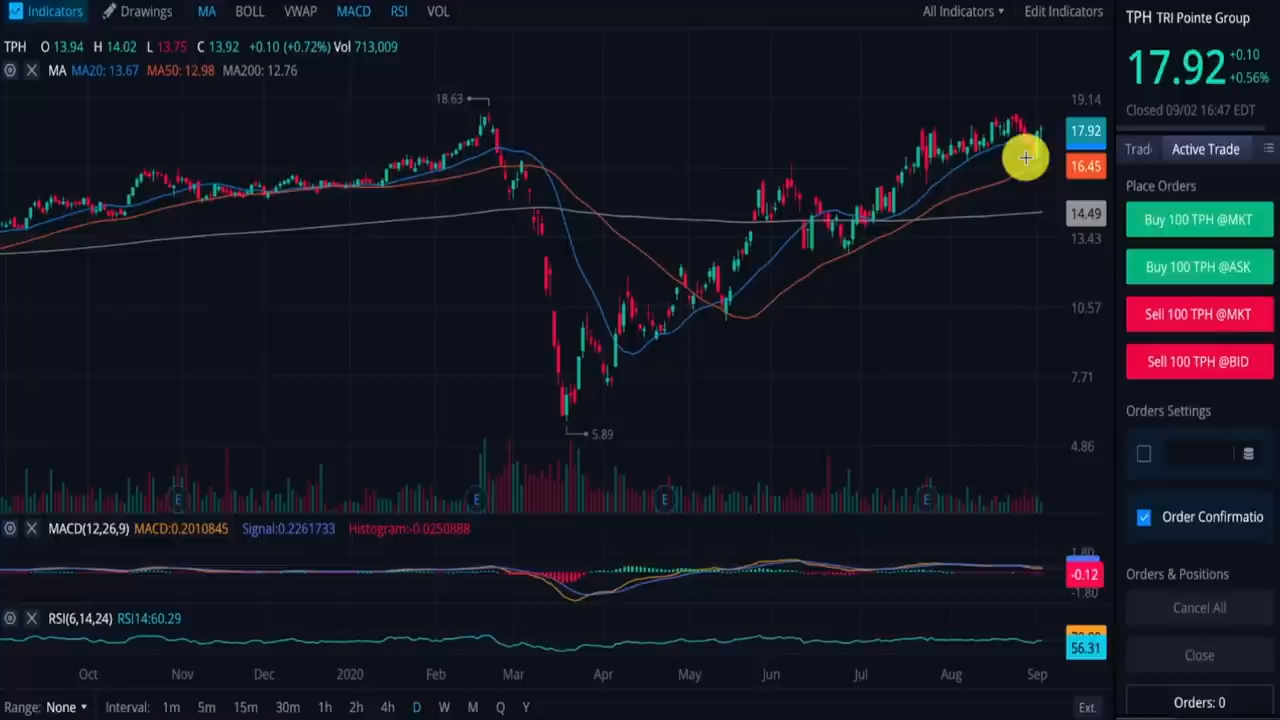 Indicators Drawings MA BOLL VWAP MACD RSI VOL All Indicators Edit Indicators
TPH O 13.94 H 14.02 L 13.75 C 13.92 +0.10 (+0.72%) Vol 713,009
MA MA20: 13.67 MA50: 12.98 MA200: 12.76
18.63
5.89
19.14
17.92
16.45
14.49
13.43
10.57
7.71
4.86
E E E E
MACD(12,26,9) MACD:0.2010845 Signal:0.2261733 Histogram:-0.0250888
1.80
-0.12
-1.80
RSI(6,14,24) RSI14:60.29
56.31
Oct Nov Dec 2020 Feb Mar Apr May Jun Jul Aug Sep
Range: None Interval: 1m 5m 15m 30m 1h 2h 4h D W M Q Y Ext.
TPH TRI Pointe Group
17.92 +0.10
+0.56%
Closed 09/02 16:47 EDT
Trad Active Trade
Place Orders
Buy 100 TPH @MKT
Buy 100 TPH @ASK
Sell 100 TPH @MKT
Sell 100 TPH @BID
Orders Settings
Order Confirmatio
Orders & Positions
Cancel All
Close
Orders: 0